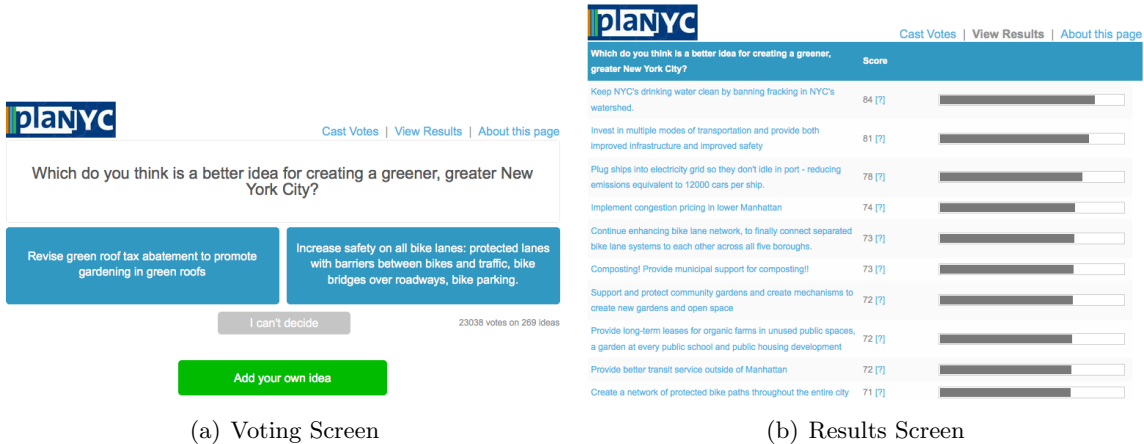 plaNYC
Cast Votes | View Results | About this page
Which do you think is a better idea for creating a greener, greater New
York City?
Revise green roof tax abatement to promote
gardening in green roofs
Increase safety on all bike lanes: protected lanes
with barriers between bikes and traffic, bike
bridges over roadways, bike parking.
I can't decide
23038 votes on 269 ideas
Add your own idea
(a) Voting Screen
plaNYC
Cast Votes | View Results | About this page
Which do you think is a better idea for creating a greener,
greater New York City?
Score
Keep NYC's drinking water clean by banning fracking in NYC's
watershed.
84 [?]
Invest in multiple modes of transportation and provide both
improved infrastructure and improved safety
81 [?]
Plug ships into electricity grid so they don't idle in port - reducing
emissions equivalent to 12000 cars per ship.
78 [?]
Implement congestion pricing in lower Manhattan
74 [?]
Continue enhancing bike lane network, to finally connect separated
bike lane systems to each other across all five boroughs.
73 [?]
Composting! Provide municipal support for composting!!
73 [?]
Support and protect community gardens and create mechanisms to
create new gardens and open space
72 [?]
Provide long-term leases for organic farms in unused public spaces,
a garden at every public school and public housing development
72 [?]
Provide better transit service outside of Manhattan
72 [?]
Create a network of protected bike paths throughout the entire city
71 [?]
(b) Results Screen